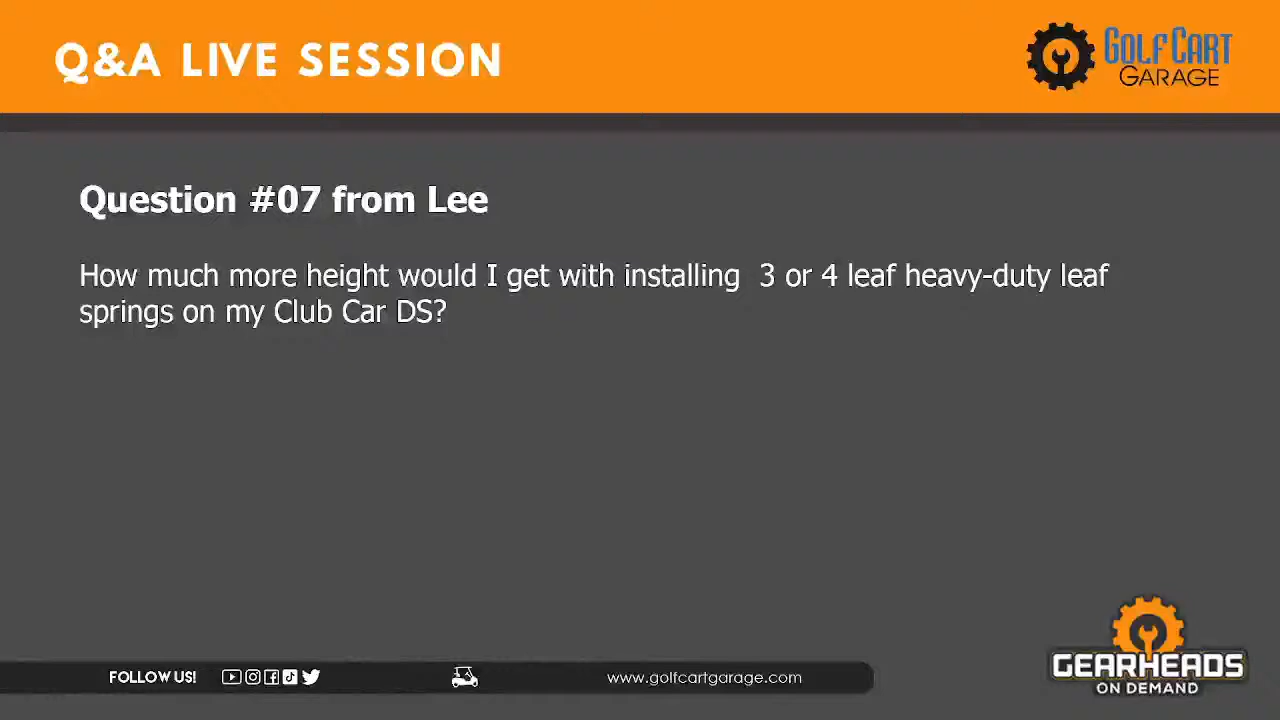 Q&A LIVE SESSION
GOLF CART
GARAGE
Question #07 from Lee
How much more height would I get with installing  3 or 4 leaf heavy-duty leaf
springs on my Club Car DS?
FOLLOW US!
www.golfcartgarage.com
GEARHEADS
ON DEMAND